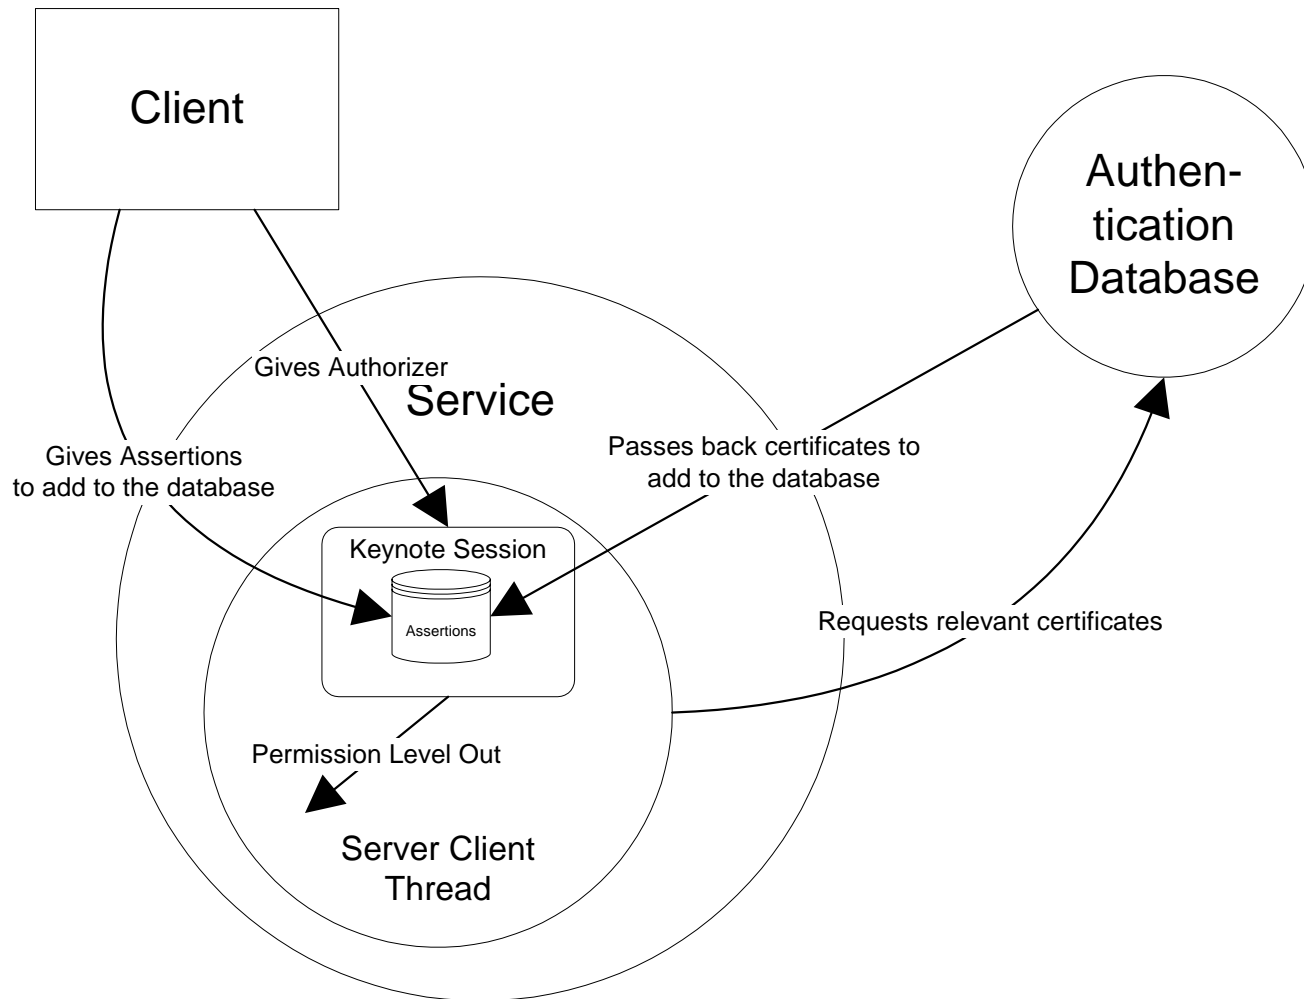 Client
Authen-
tication
Database
Gives Authorizer
Service
Gives Assertions
to add to the database
Passes back certificates to
add to the database
Keynote Session
Assertions
Requests relevant certificates
Permission Level Out
Server Client
Thread